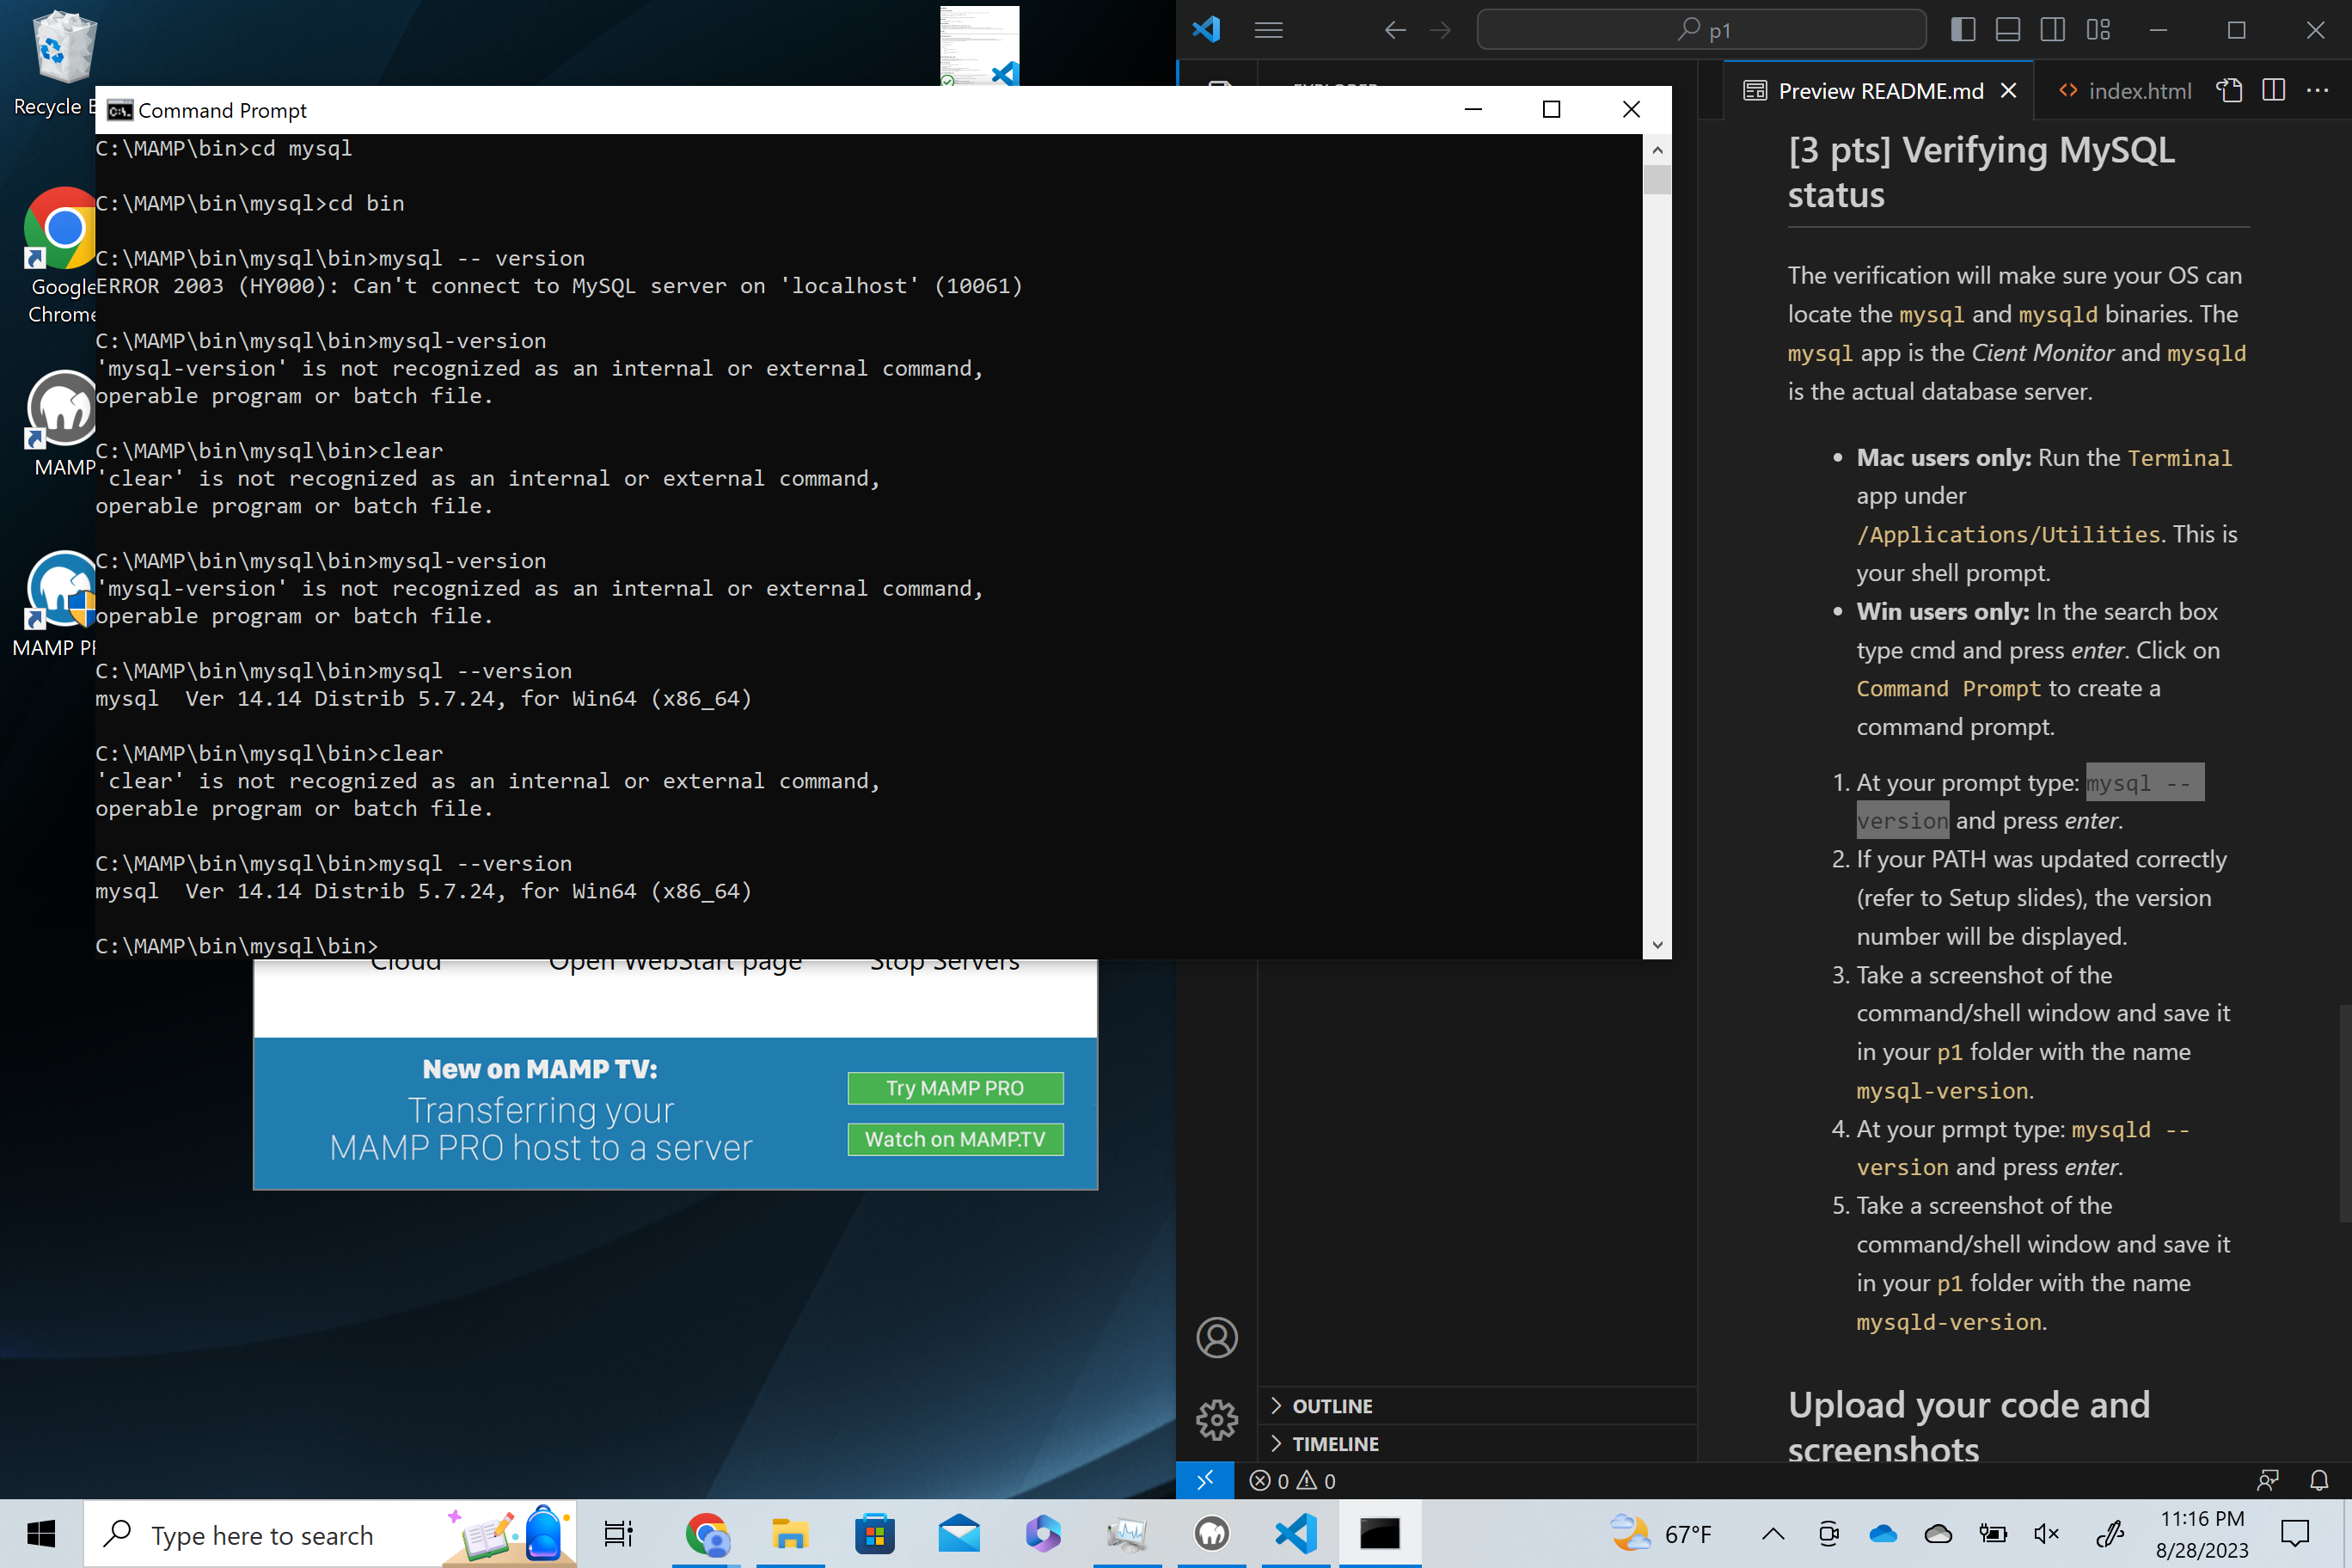 Recycle B
Google
Chrome
MAMP
MAMP PR
Command Prompt
C:\MAMP\bin>cd mysql
C:\MAMP\bin\mysql>cd bin
C:\MAMP\bin\mysql\bin>mysql -- version
ERROR 2003 (HY000): Can't connect to MySQL server on 'localhost' (10061)
C:\MAMP\bin\mysql\bin>mysql-version
'mysql-version' is not recognized as an internal or external command,
operable program or batch file.
C:\MAMP\bin\mysql\bin>clear
'clear' is not recognized as an internal or external command,
operable program or batch file.
C:\MAMP\bin\mysql\bin>mysql-version
'mysql-version' is not recognized as an internal or external command,
operable program or batch file.
C:\MAMP\bin\mysql\bin>mysql --version
mysql  Ver 14.14 Distrib 5.7.24, for Win64 (x86_64)
C:\MAMP\bin\mysql\bin>clear
'clear' is not recognized as an internal or external command,
operable program or batch file.
C:\MAMP\bin\mysql\bin>mysql --version
mysql  Ver 14.14 Distrib 5.7.24, for Win64 (x86_64)
C:\MAMP\bin\mysql\bin>
Cloud
Open WebStart page
Stop Servers
New on MAMP TV:
Transferring your
MAMP PRO host to a server
Try MAMP PRO
Watch on MAMP.TV
p1
EXPLORER
Preview README.md
index.html
[3 pts] Verifying MySQL
status
The verification will make sure your OS can
locate the mysql and mysqld binaries. The
mysql app is the Cient Monitor and mysqld
is the actual database server.
• Mac users only: Run the Terminal
app under
/Applications/Utilities. This is
your shell prompt.
• Win users only: In the search box
type cmd and press enter. Click on
Command Prompt to create a
command prompt.
1. At your prompt type: mysql --
version and press enter.
2. If your PATH was updated correctly
(refer to Setup slides), the version
number will be displayed.
3. Take a screenshot of the
command/shell window and save it
in your p1 folder with the name
mysql-version.
4. At your prmpt type: mysqld --
version and press enter.
5. Take a screenshot of the
command/shell window and save it
in your p1 folder with the name
mysqld-version.
Upload your code and
screenshots
OUTLINE
TIMELINE
0 0
Type here to search
67°F
11:16 PM
8/28/2023